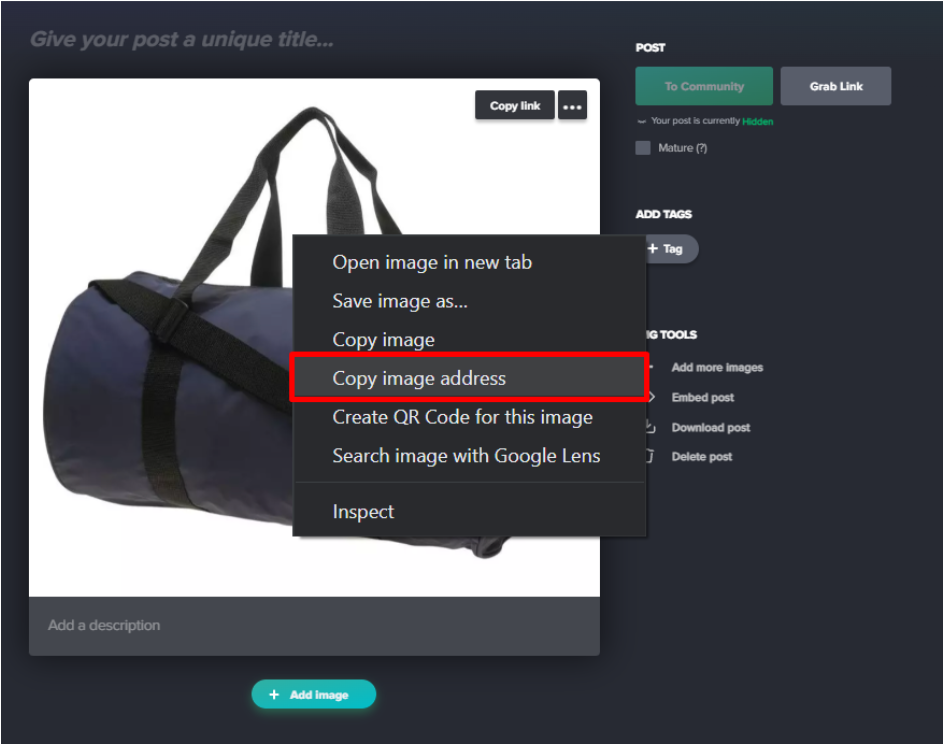 Give your post a unique title...
Copy link
Open image in new tab
Save image as...
Copy image
Copy image address
Create QR Code for this image
Search image with Google Lens
Inspect
Add a description
+ Add image
POST
To Community
Grab Link
Your post is currently Hidden
Mature (?)
ADD TAGS
+ Tag
TOOLS
Add more images
Embed post
Download post
Delete post